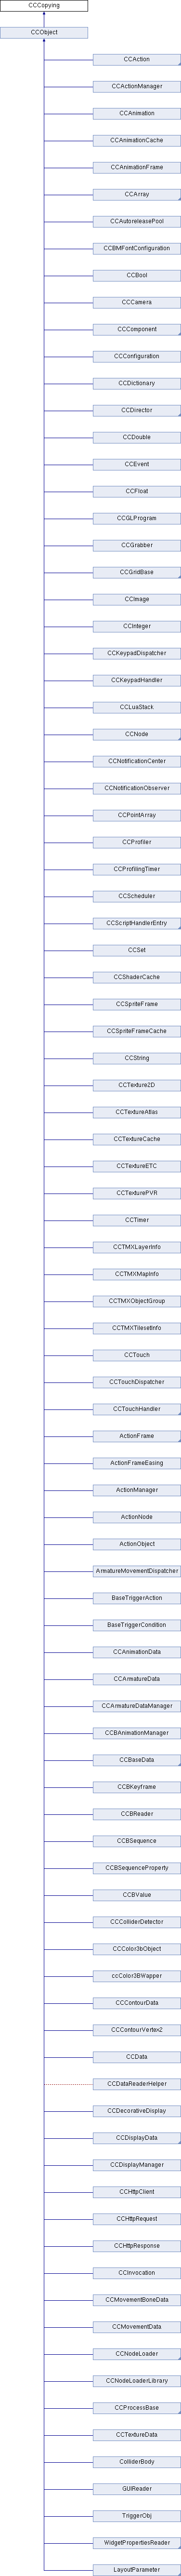 CCCopying
CCObject
CCAction
CCActionManager
CCAnimation
CCAnimationCache
CCAnimationFrame
CCArray
CCAutoreleasePool
CCBMFontConfiguration
CCBool
CCCamera
CCComponent
CCConfiguration
CCDictionary
CCDirector
CCDouble
CCEvent
CCFloat
CCGLProgram
CCGrabber
CCGridBase
CCImage
CCInteger
CCKeypadDispatcher
CCKeypadHandler
CCLuaStack
CCNode
CCNotificationCenter
CCNotificationObserver
CCPointArray
CCProfiler
CCProfilingTimer
CCScheduler
CCScriptHandlerEntry
CCSet
CCShaderCache
CCSpriteFrame
CCSpriteFrameCache
CCString
CCTexture2D
CCTextureAtlas
CCTextureCache
CCTextureETC
CCTexturePVR
CCTimer
CCTMXLayerInfo
CCTMXMapInfo
CCTMXObjectGroup
CCTMXTilesetInfo
CCTouch
CCTouchDispatcher
CCTouchHandler
ActionFrame
ActionFrameEasing
ActionManager
ActionNode
ActionObject
ArmatureMovementDispatcher
BaseTriggerAction
BaseTriggerCondition
CCAnimationData
CCArmatureData
CCArmatureDataManager
CCBAnimationManager
CCBaseData
CCBKeyframe
CCBReader
CCBSequence
CCBSequenceProperty
CCBValue
CCColliderDetector
CCColor3bObject
ccColor3BWapper
CCContourData
CCContourVertex2
CCData
CCDataReaderHelper
CCDecorativeDisplay
CCDisplayData
CCDisplayManager
CCHttpClient
CCHttpRequest
CCHttpResponse
CCInvocation
CCMovementBoneData
CCMovementData
CCNodeLoader
CCNodeLoaderLibrary
CCProcessBase
CCTextureData
ColliderBody
GUIReader
TriggerObj
WidgetPropertiesReader
LayoutParameter